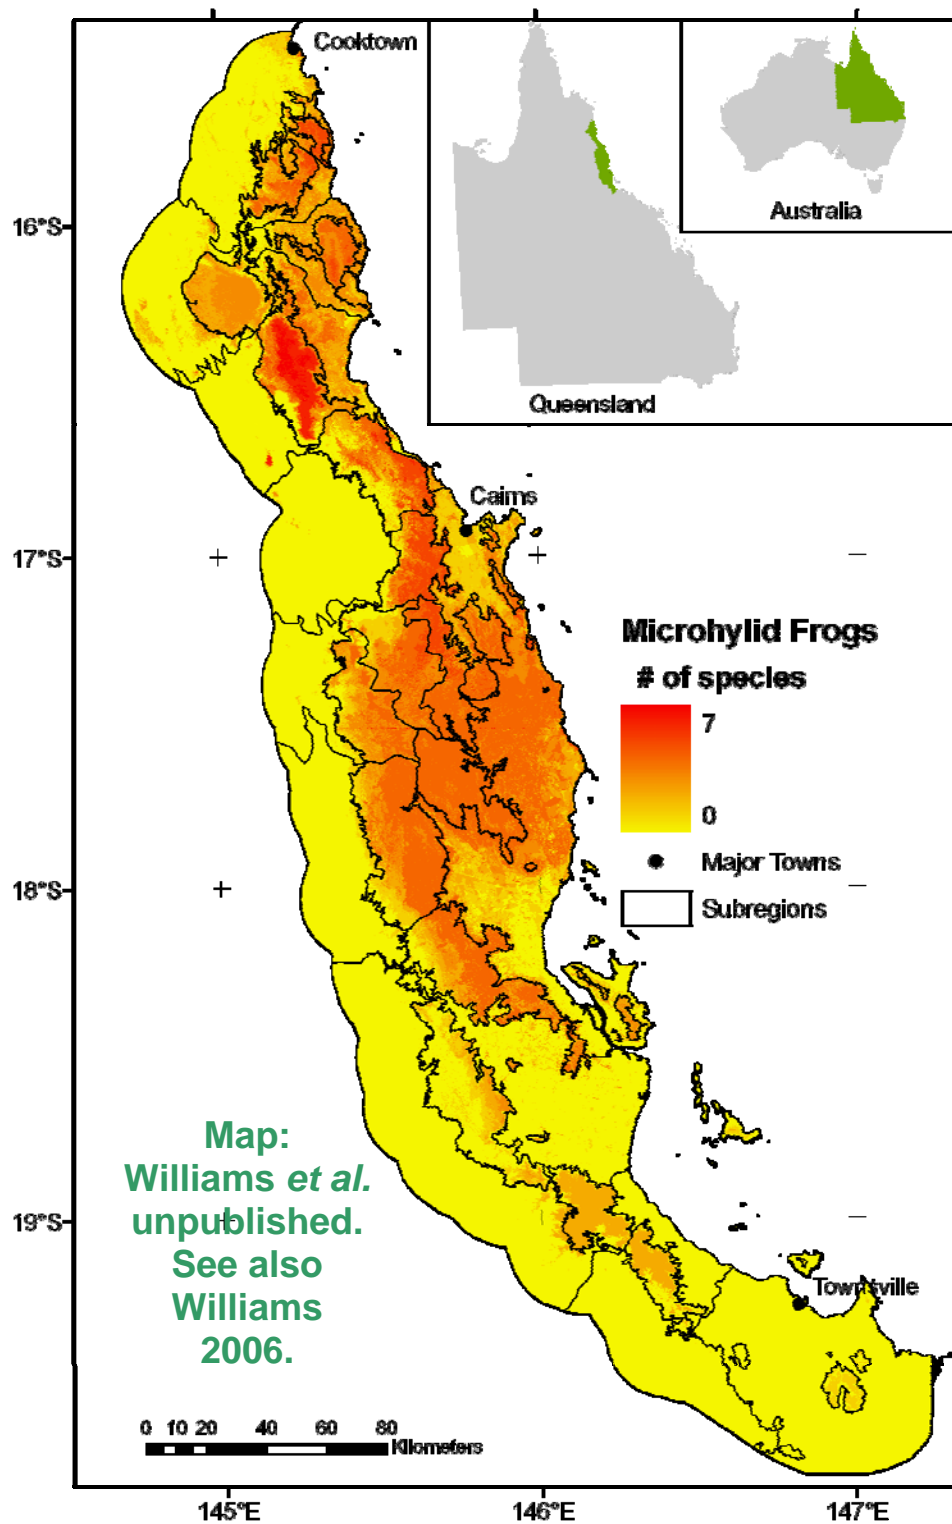 Cooktown
Australia
Queensland
16°S
Cairns
17°S
Microhylid Frogs
# of species
7
0
Major Towns
Subregions
18°S
Map:
Williams et al.
unpublished.
See also
Williams
2006.
19°S
Townsville
0 10 20 40 60 80
Kilometers
145°E 146°E 147°E